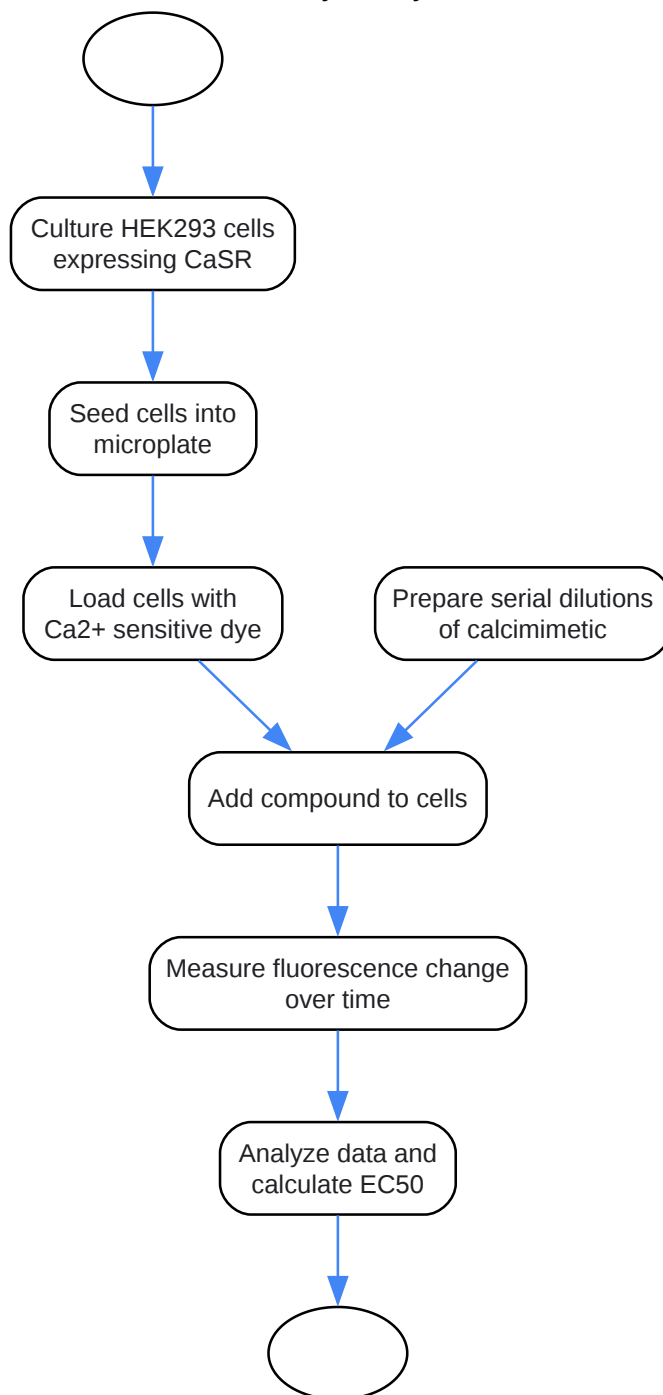 Culture HEK293 cells
expressing CaSR
Seed cells into
microplate
Load cells with
Ca2+ sensitive dye
Prepare serial dilutions
of calcimimetic
Add compound to cells
Measure fluorescence change
over time
Analyze data and
calculate EC50